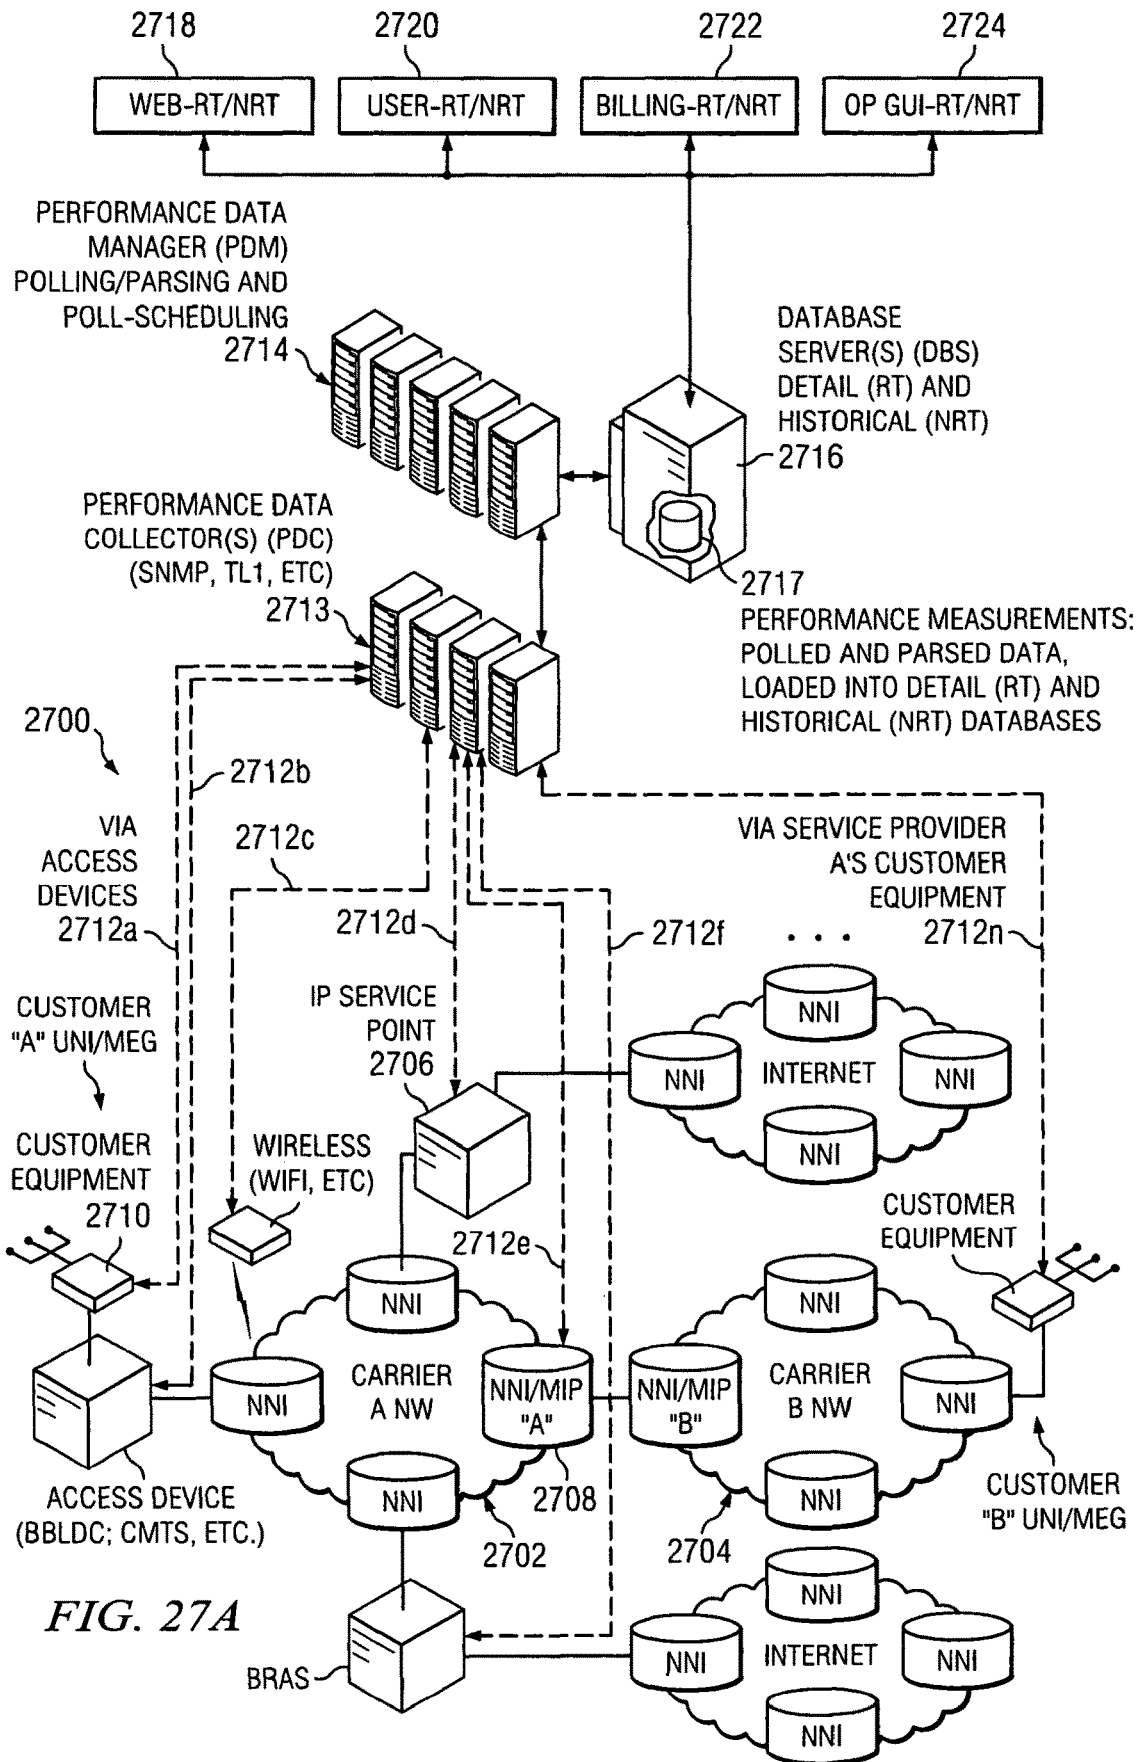 2718
2720
2722
2724
WEB-RT/NRT
USER-RT/NRT
BILLING-RT/NRT
OP GUI-RT/NRT
PERFORMANCE DATA
MANAGER (PDM)
POLLING/PARSING AND
POLL-SCHEDULING
2714
DATABASE
SERVER(S) (DBS)
DETAIL (RT) AND
HISTORICAL (NRT)
2716
PERFORMANCE DATA
COLLECTOR(S) (PDC)
(SNMP, TL1, ETC)
2713
2717
PERFORMANCE MEASUREMENTS:
POLLED AND PARSED DATA,
LOADED INTO DETAIL (RT) AND
HISTORICAL (NRT) DATABASES
2700
2712b
VIA
ACCESS
DEVICES
2712a
2712c
2712d
2712f
VIA SERVICE PROVIDER
A'S CUSTOMER
EQUIPMENT
2712n
. . .
CUSTOMER
"A" UNI/MEG
IP SERVICE
POINT
2706
NNI
NNI
INTERNET
NNI
NNI
CUSTOMER
EQUIPMENT
2710
WIRELESS
(WIFI, ETC)
2712e
CUSTOMER
EQUIPMENT
NNI
NNI
CARRIER
A NW
NNI/MIP
"A"
NNI
2708
2702
NNI
NNI/MIP
"B"
CARRIER
B NW
NNI
NNI
2704
ACCESS DEVICE
(BBLDC; CMTS, ETC.)
CUSTOMER
"B" UNI/MEG
BRAS
NNI
NNI
INTERNET
NNI
NNI
FIG. 27A